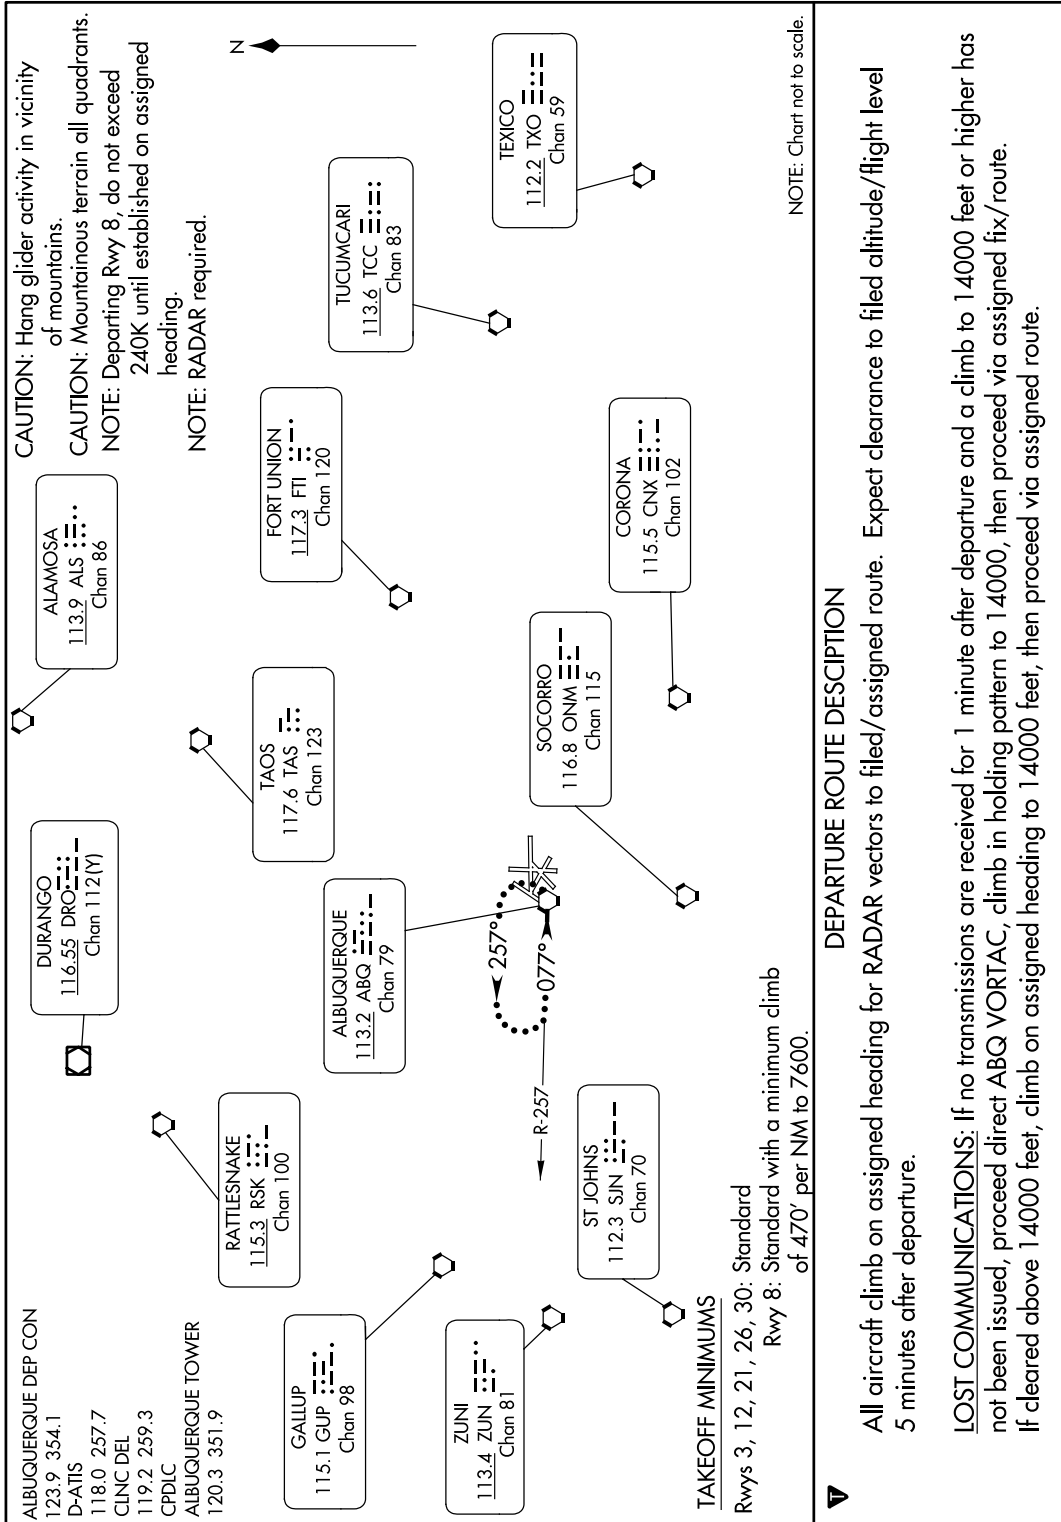 ALBUQUERQUE DEP CON
123.9 354.1
D-ATIS
118.0 257.7
CLNC DEL
119.2 259.3
CPDLC
ALBUQUERQUE TOWER
120.3 351.9
CAUTION: Hang glider activity in vicinity
of mountains.
CAUTION: Mountainous terrain all quadrants.
NOTE: Departing Rwy 8, do not exceed
240K until established on assigned
heading.
NOTE: RADAR required.
N
DURANGO
116.55 DRO
Chan 112(Y)
ALAMOSA
113.9 ALS
Chan 86
RATTLESNAKE
115.3 RSK
Chan 100
TAOS
117.6 TAS
Chan 123
FORT UNION
117.3 FTI
Chan 120
TUCUMCARI
113.6 TCC
Chan 83
GALLUP
115.1 GUP
Chan 98
ALBUQUERQUE
113.2 ABQ
Chan 79
TEXICO
112.2 TXO
Chan 59
ZUNI
113.4 ZUN
Chan 81
257°
077°
R-257
ST JOHNS
112.3 SJN
Chan 70
SOCORRO
116.8 ONM
Chan 115
CORONA
115.5 CNX
Chan 102
TAKEOFF MINIMUMS
Rwys 3, 12, 21, 26, 30: Standard
Rwy 8: Standard with a minimum climb
of 470' per NM to 7600.
NOTE: Chart not to scale.
T
DEPARTURE ROUTE DESCIPTION
All aircraft climb on assigned heading for RADAR vectors to filed/assigned route. Expect clearance to filed altitude/flight level
5 minutes after departure.
LOST COMMUNICATIONS: If no transmissions are received for 1 minute after departure and a climb to 14000 feet or higher has
not been issued, proceed direct ABQ VORTAC, climb in holding pattern to 14000, then proceed via assigned fix/route.
If cleared above 14000 feet, climb on assigned heading to 14000 feet, then proceed via assigned route.